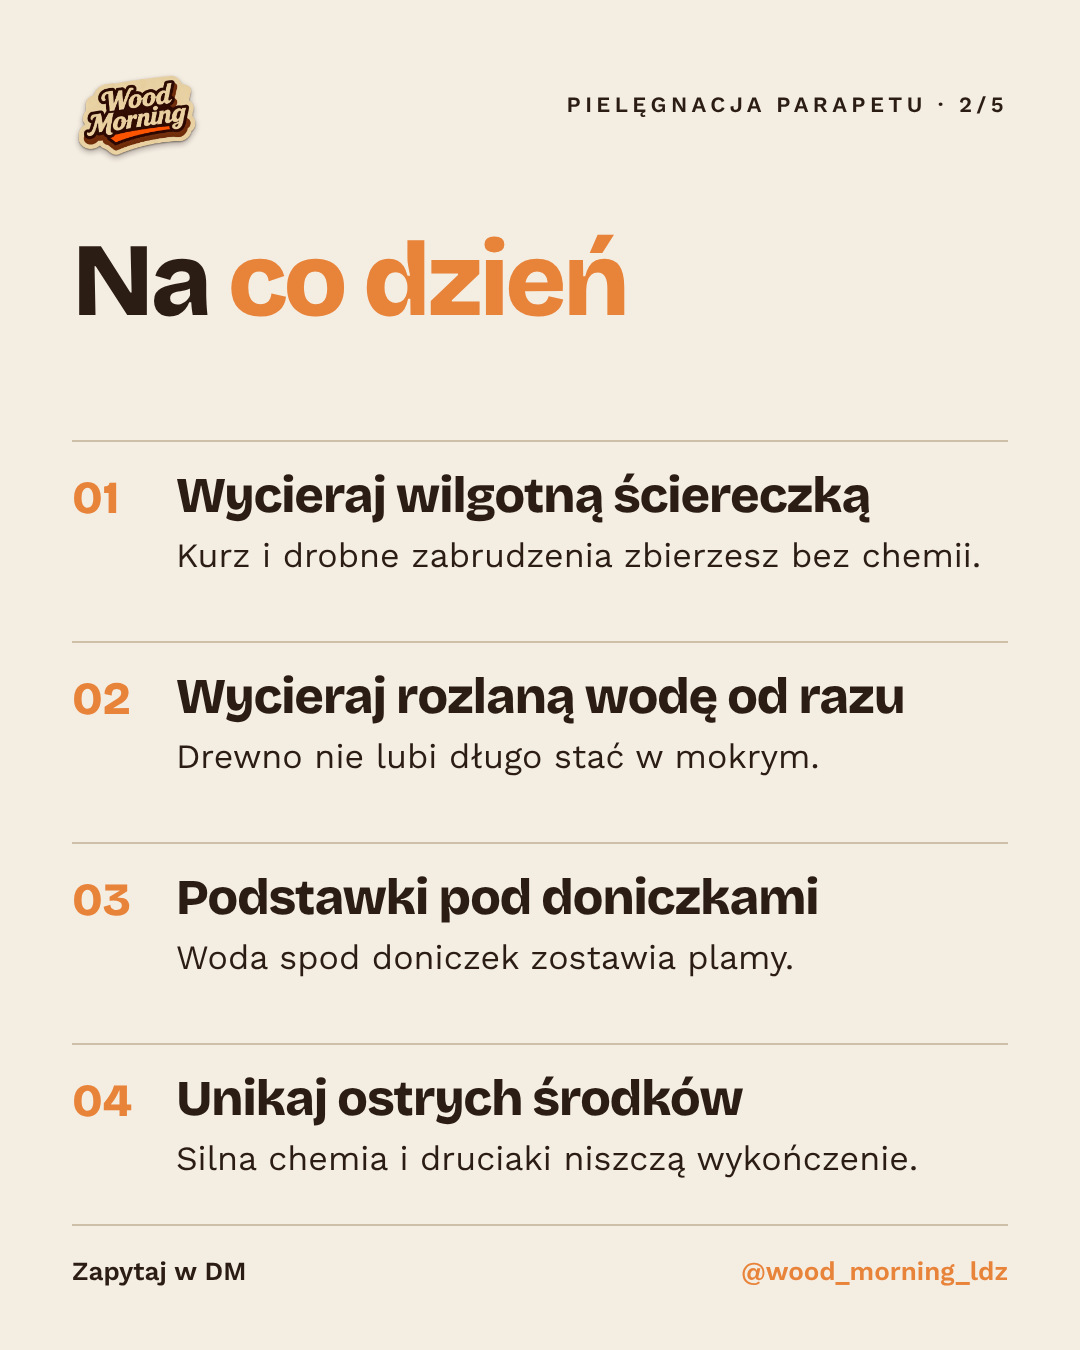 Wood
Morning
PIELĘGNACJA PARAPETU · 2/5
Na co dzień
01 Wycieraj wilgotną ściereczką
Kurz i drobne zabrudzenia zbierzesz bez chemii.
02 Wycieraj rozlaną wodę od razu
Drewno nie lubi długo stać w mokrym.
03 Podstawki pod doniczkami
Woda spod doniczek zostawia plamy.
04 Unikaj ostrych środków
Silna chemia i druciaki niszczą wykończenie.
Zapytaj w DM
@wood_morning_ldz